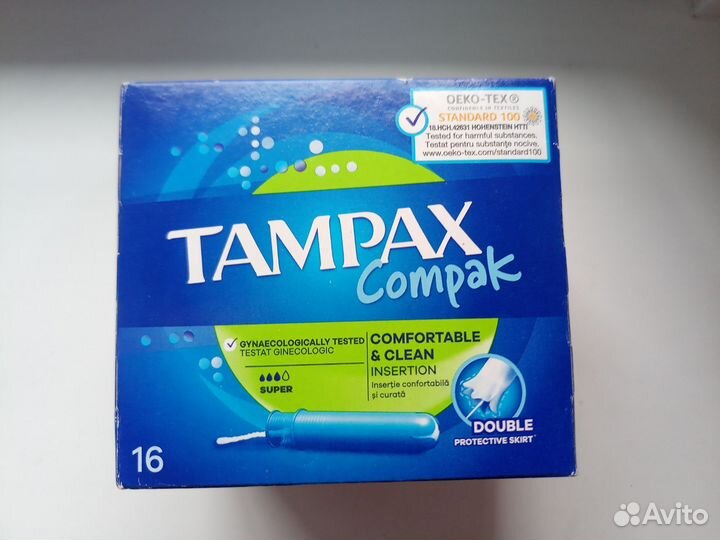 OEKO-TEX®
CONFIDENCE IN TEXTILES
STANDARD 100
18.HCH.42631 HOHENSTEIN HTTI
Tested for harmful substances.
Testat pentru substanțe nocive.
www.oeko-tex.com/standard100
TAMPAX
Compak
GYNAECOLOGICALLY TESTED
TESTAT GINECOLOGIC
SUPER
COMFORTABLE
& CLEAN
INSERTION
Inserție confortabilă
și curată
DOUBLE
PROTECTIVE SKIRT
16
Avito